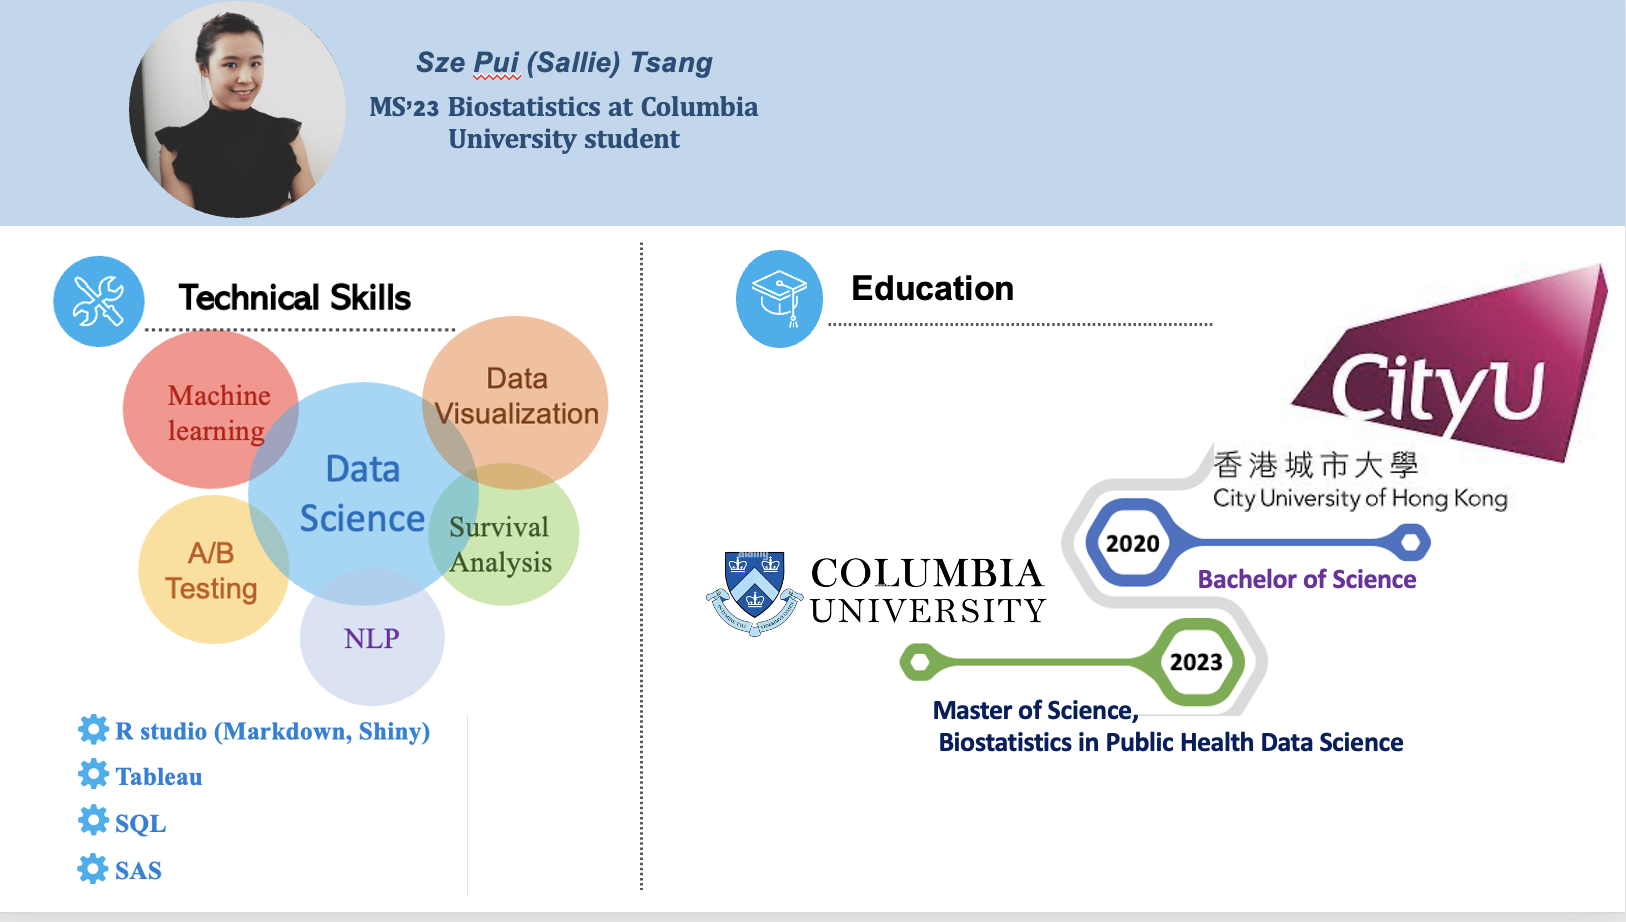 Sze Pui (Sallie) Tsang
MS'23 Biostatistics at Columbia
University student
Technical Skills
Machine
learning
Data
Visualization
Data
Science
Survival
Analysis
A/B
Testing
NLP
R studio (Markdown, Shiny)
Tableau
SQL
SAS
Education
CityU
香港城市大學
City University of Hong Kong
2020
Bachelor of Science
COLUMBIA
UNIVERSITY
2023
Master of Science,
Biostatistics in Public Health Data Science